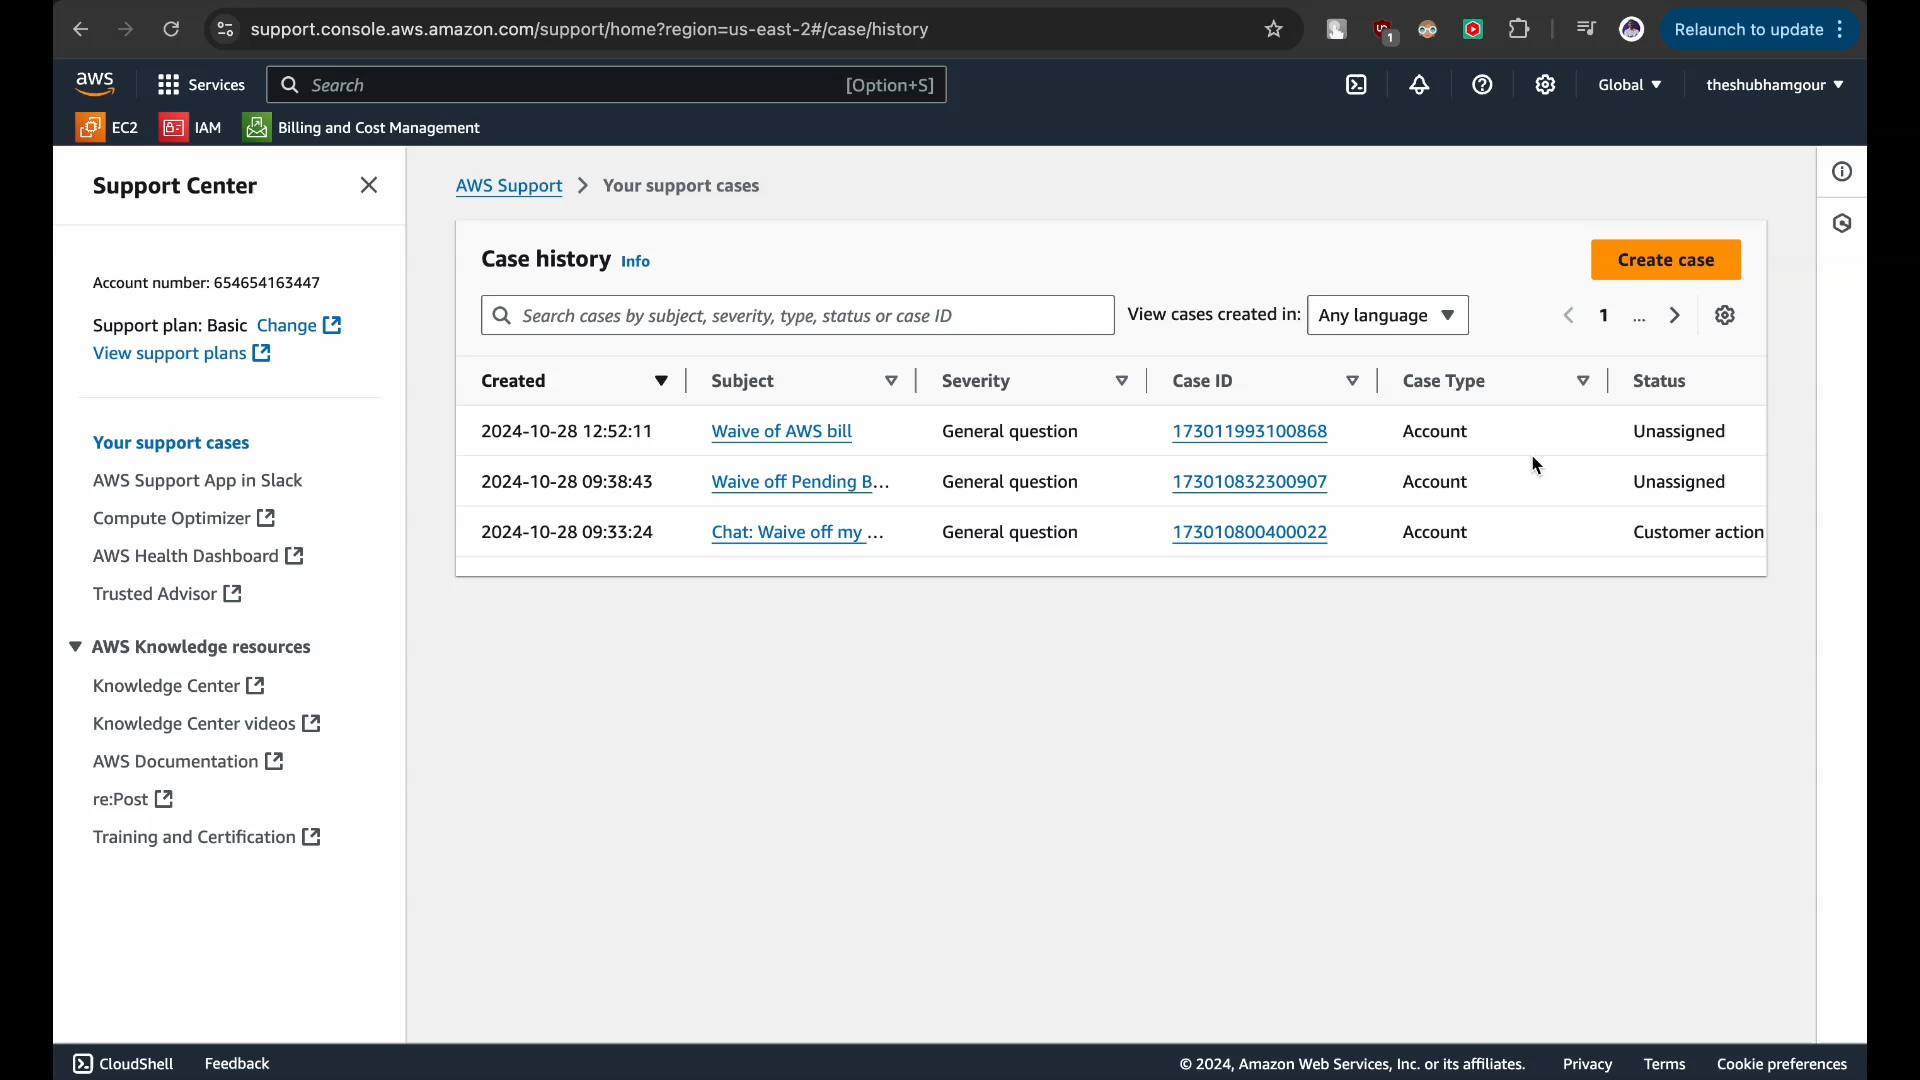 support.console.aws.amazon.com/support/home?region=us-east-2#/case/history
1
Relaunch to update
aws
Services
Search
[Option+S]
Global
theshubhamgour
EC2
IAM
Billing and Cost Management
Support Center
Account number: 654654163447
Support plan: Basic Change
View support plans
Your support cases
AWS Support App in Slack
Compute Optimizer
AWS Health Dashboard
Trusted Advisor
AWS Knowledge resources
Knowledge Center
Knowledge Center videos
AWS Documentation
re:Post
Training and Certification
AWS Support > Your support cases
Case history Info
Create case
Search cases by subject, severity, type, status or case ID
View cases created in: Any language
1 ...
Created Subject Severity Case ID Case Type Status
2024-10-28 12:52:11 Waive of AWS bill General question 173011993100868 Account Unassigned
2024-10-28 09:38:43 Waive off Pending B... General question 173010832300907 Account Unassigned
2024-10-28 09:33:24 Chat: Waive off my ... General question 173010800400022 Account Customer action
CloudShell Feedback © 2024, Amazon Web Services, Inc. or its affiliates. Privacy Terms Cookie preferences